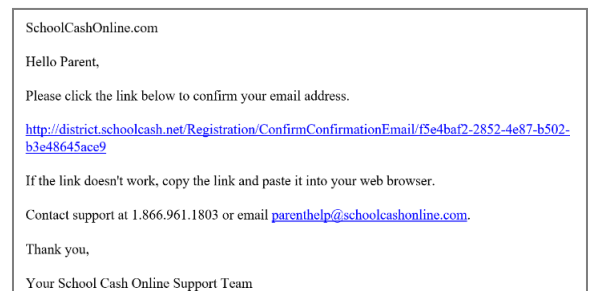 SchoolCashOnline.com
Hello Parent,
Please click the link below to confirm your email address.
http://district.schoolcash.net/Registration/ConfirmConfirmationEmail/f5e4baf2-2852-4e87-b502-
b3e48645ace9
If the link doesn't work, copy the link and paste it into your web browser.
Contact support at 1.866.961.1803 or email parenthelp@schoolcashonline.com.
Thank you,
Your School Cash Online Support Team